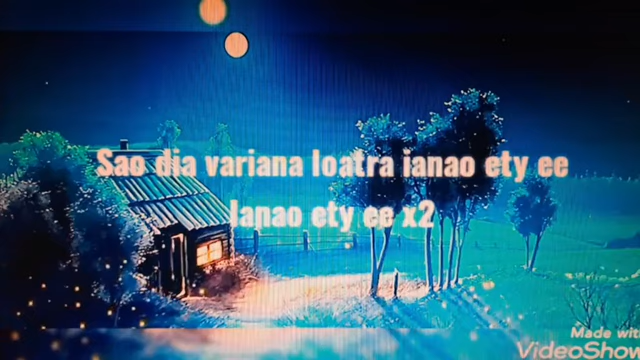 Sao dia variana loatra ianao ety ee
Ianao ety ee x2
Made with
VideoShow